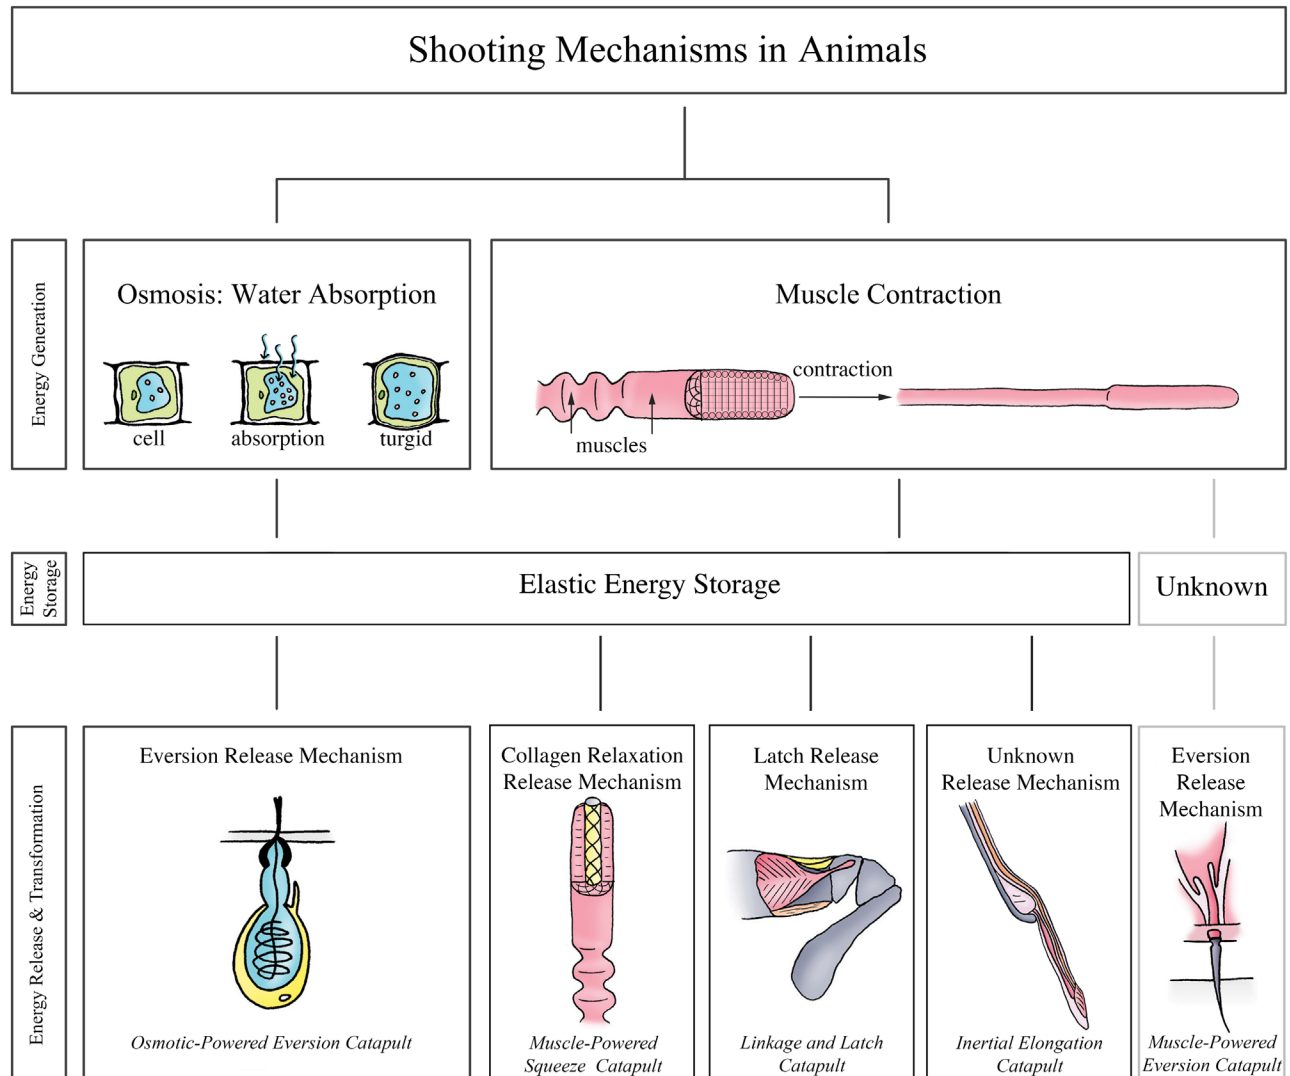 Shooting Mechanisms in Animals
Energy Generation
Osmosis: Water Absorption
cell
absorption
turgid
Muscle Contraction
contraction
muscles
Energy
Storage
Elastic Energy Storage
Unknown
Energy Release & Transformation
Eversion Release Mechanism
Osmotic-Powered Eversion Catapult
Collagen Relaxation
Release Mechanism
Muscle-Powered
Squeeze Catapult
Latch Release
Mechanism
Linkage and Latch
Catapult
Unknown
Release Mechanism
Inertial Elongation
Catapult
Eversion
Release
Mechanism
Muscle-Powered
Eversion Catapult